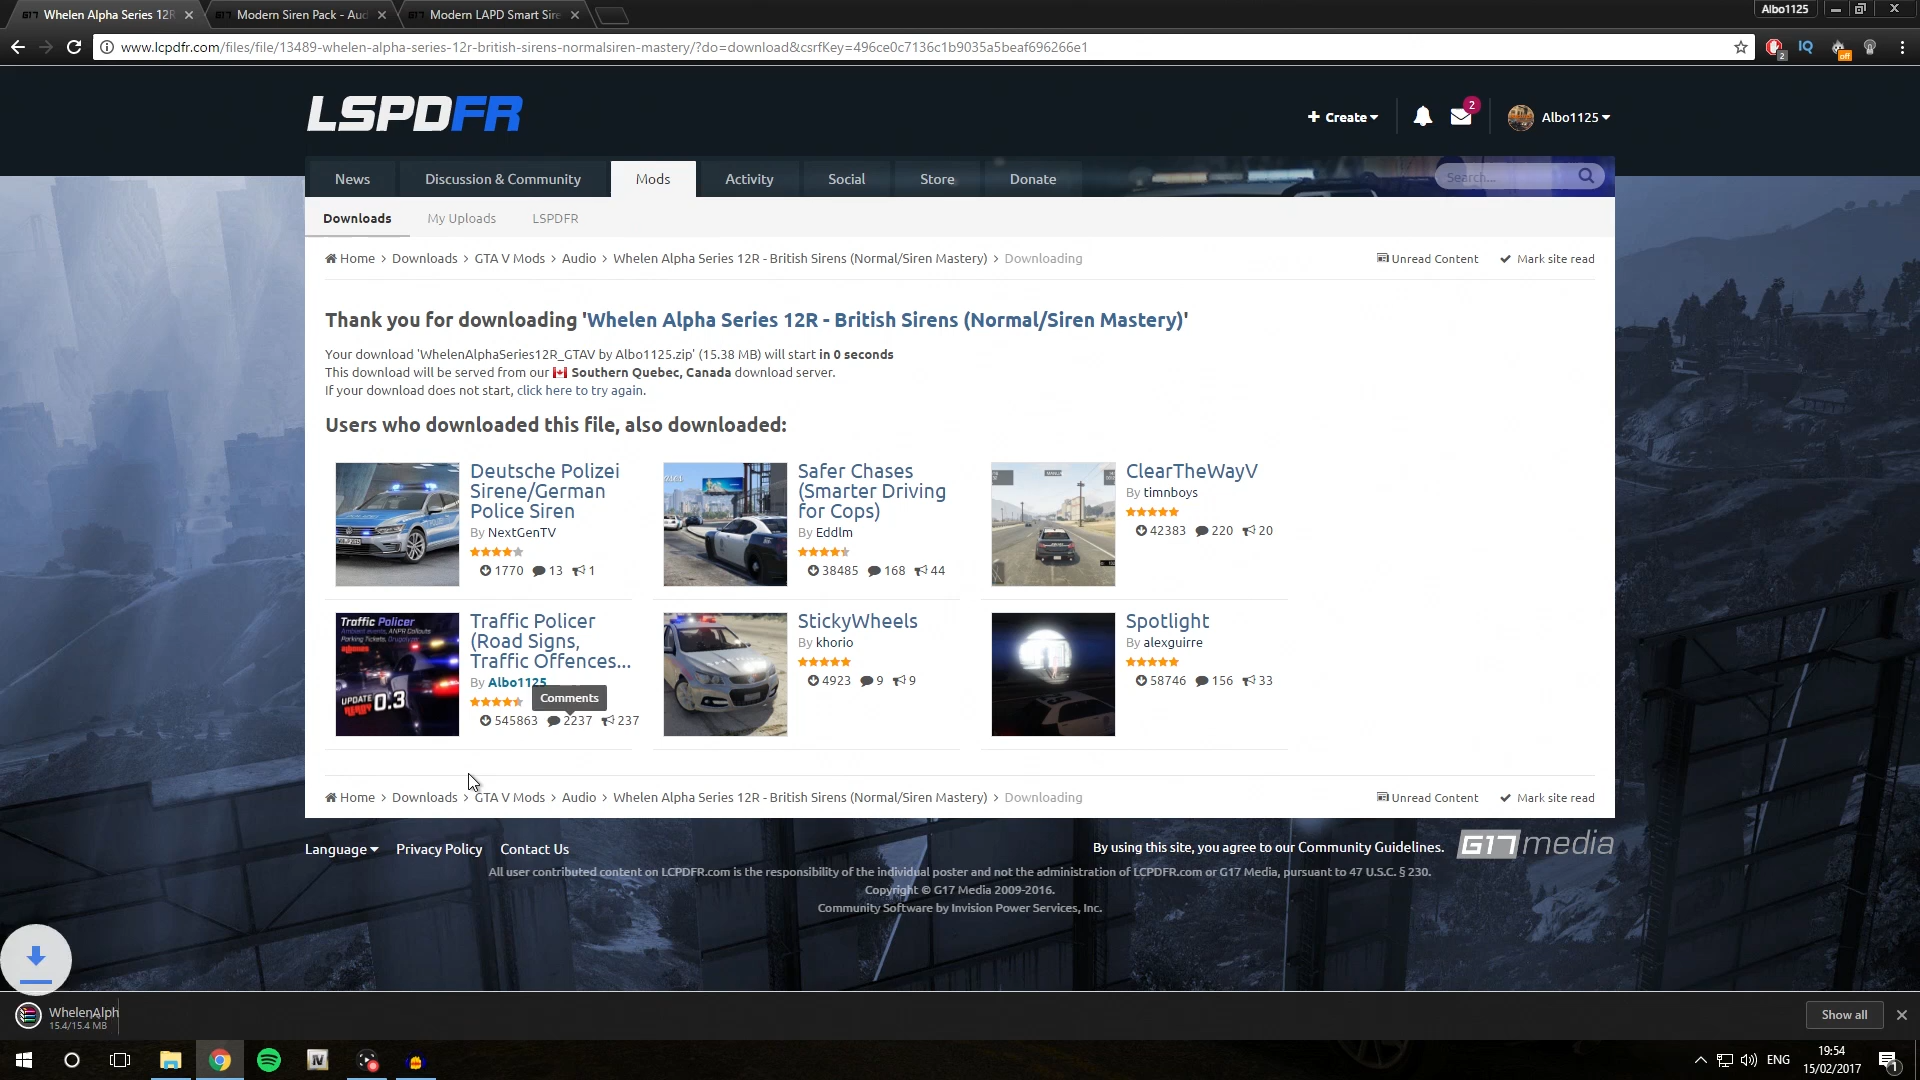 Whelen Alpha Series 12R
Modern Siren Pack - Aud
Modern LAPD Smart Sire
Albo1125
www.lcpdfr.com/files/file/13489-whelen-alpha-series-12r-british-sirens-normalsiren-mastery/?do=download&csrfKey=496ce0c7136c1b9035a5beaf696266e1
2
IQ
off
LSPDFR
Create
2
Albo1125
News
Discussion & Community
Mods
Activity
Social
Store
Donate
Search...
Downloads
My Uploads
LSPDFR
Home > Downloads > GTA V Mods > Audio > Whelen Alpha Series 12R - British Sirens (Normal/Siren Mastery) > Downloading
Unread Content
Mark site read
Thank you for downloading 'Whelen Alpha Series 12R - British Sirens (Normal/Siren Mastery)'
Your download 'WhelenAlphaSeries12R_GTAV by Albo1125.zip' (15.38 MB) will start in 0 seconds
This download will be served from our Southern Quebec, Canada download server.
If your download does not start, click here to try again.
Users who downloaded this file, also downloaded:
Deutsche Polizei
Sirene/German
Police Siren
By NextGenTV
1770 13 1
Safer Chases
(Smarter Driving
for Cops)
By Eddlm
38485 168 44
ClearTheWayV
By timnboys
42383 220 20
Traffic Policer
UPDATE
0.3
Traffic Policer
(Road Signs,
Traffic Offences...
By Albo1125
Comments
545863 2237 237
StickyWheels
By khorio
4923 9 9
Spotlight
By alexguirre
58746 156 33
Home > Downloads > GTA V Mods > Audio > Whelen Alpha Series 12R - British Sirens (Normal/Siren Mastery) > Downloading
Unread Content
Mark site read
Language
Privacy Policy
Contact Us
By using this site, you agree to our Community Guidelines.
G17media
All user contributed content on LCPDFR.com is the responsibility of the individual poster and not the administration of LCPDFR.com or G17 Media, pursuant to 47 U.S.C. § 230.
Copyright © G17 Media 2009-2016.
Community Software by Invision Power Services, Inc.
WhelenAlph
15.4/15.4 MB
Show all
IV
ENG
19:54
15/02/2017
1